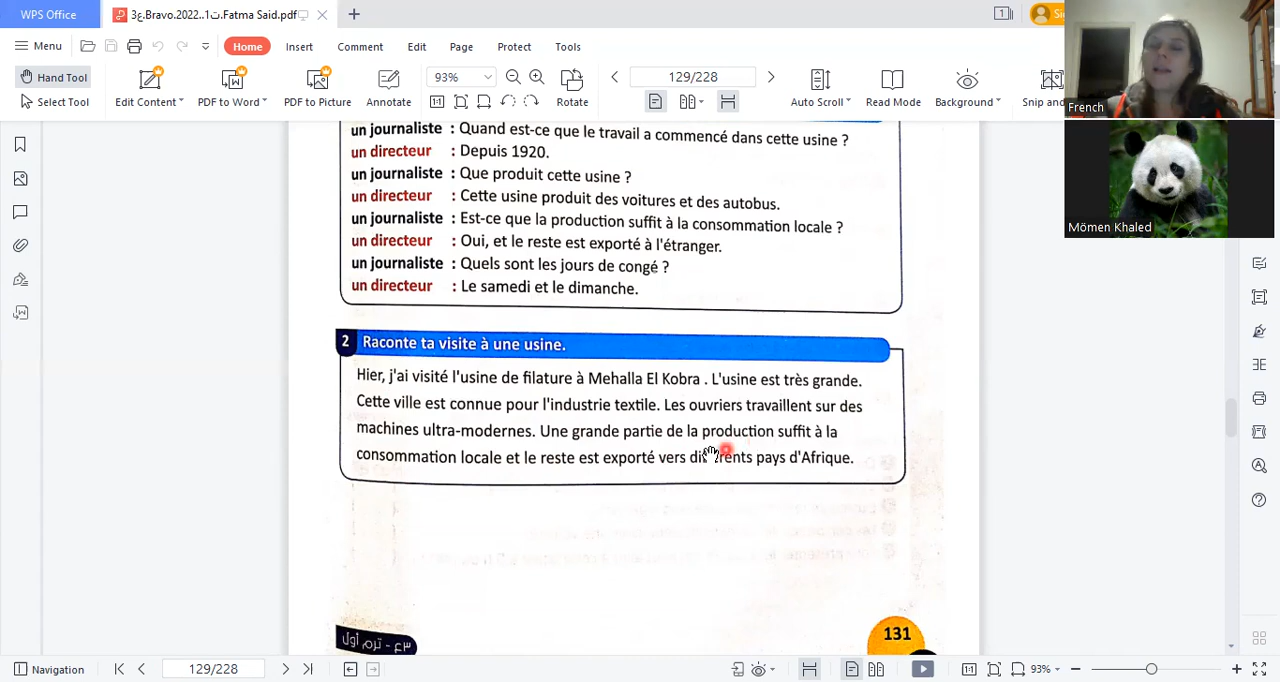 WPS Office
ع3.Bravo.2022..1ت.Fatma Said.pdf
Menu
Home
Insert
Comment
Edit
Page
Protect
Tools
Hand Tool
Select Tool
Edit Content
PDF to Word
PDF to Picture
Annotate
93%
Rotate
129/228
Auto Scroll
Read Mode
Background
Snip and
French
Mömen Khaled
un journaliste : Quand est-ce que le travail a commencé dans cette usine ?
un directeur : Depuis 1920.
un journaliste : Que produit cette usine ?
un directeur : Cette usine produit des voitures et des autobus.
un journaliste : Est-ce que la production suffit à la consommation locale ?
un directeur : Oui, et le reste est exporté à l'étranger.
un journaliste : Quels sont les jours de congé ?
un directeur : Le samedi et le dimanche.
2 Raconte ta visite à une usine.
Hier, j'ai visité l'usine de filature à Mehalla El Kobra . L'usine est très grande.
Cette ville est connue pour l'industrie textile. Les ouvriers travaillent sur des
machines ultra-modernes. Une grande partie de la production suffit à la
consommation locale et le reste est exporté vers différents pays d'Afrique.
٣ع - ترم أول
131
Navigation
129/228
93%